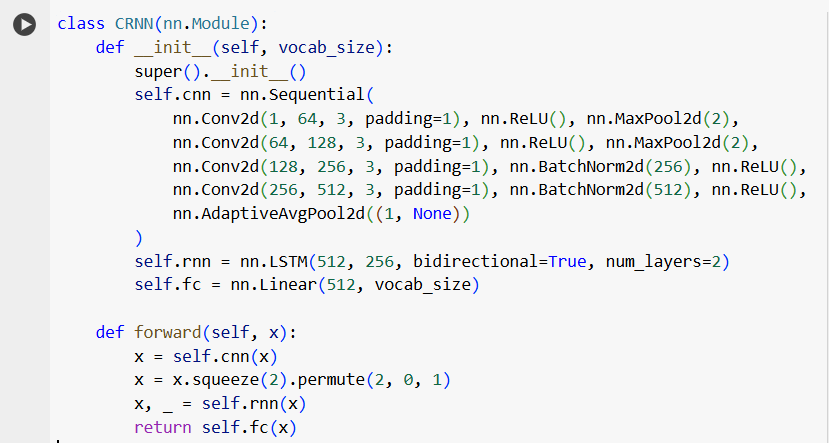 class CRNN(nn.Module):
    def __init__(self, vocab_size):
        super().__init__()
        self.cnn = nn.Sequential(
            nn.Conv2d(1, 64, 3, padding=1), nn.ReLU(), nn.MaxPool2d(2),
            nn.Conv2d(64, 128, 3, padding=1), nn.ReLU(), nn.MaxPool2d(2),
            nn.Conv2d(128, 256, 3, padding=1), nn.BatchNorm2d(256), nn.ReLU(),
            nn.Conv2d(256, 512, 3, padding=1), nn.BatchNorm2d(512), nn.ReLU(),
            nn.AdaptiveAvgPool2d((1, None))
        )
        self.rnn = nn.LSTM(512, 256, bidirectional=True, num_layers=2)
        self.fc = nn.Linear(512, vocab_size)

    def forward(self, x):
        x = self.cnn(x)
        x = x.squeeze(2).permute(2, 0, 1)
        x, _ = self.rnn(x)
        return self.fc(x)